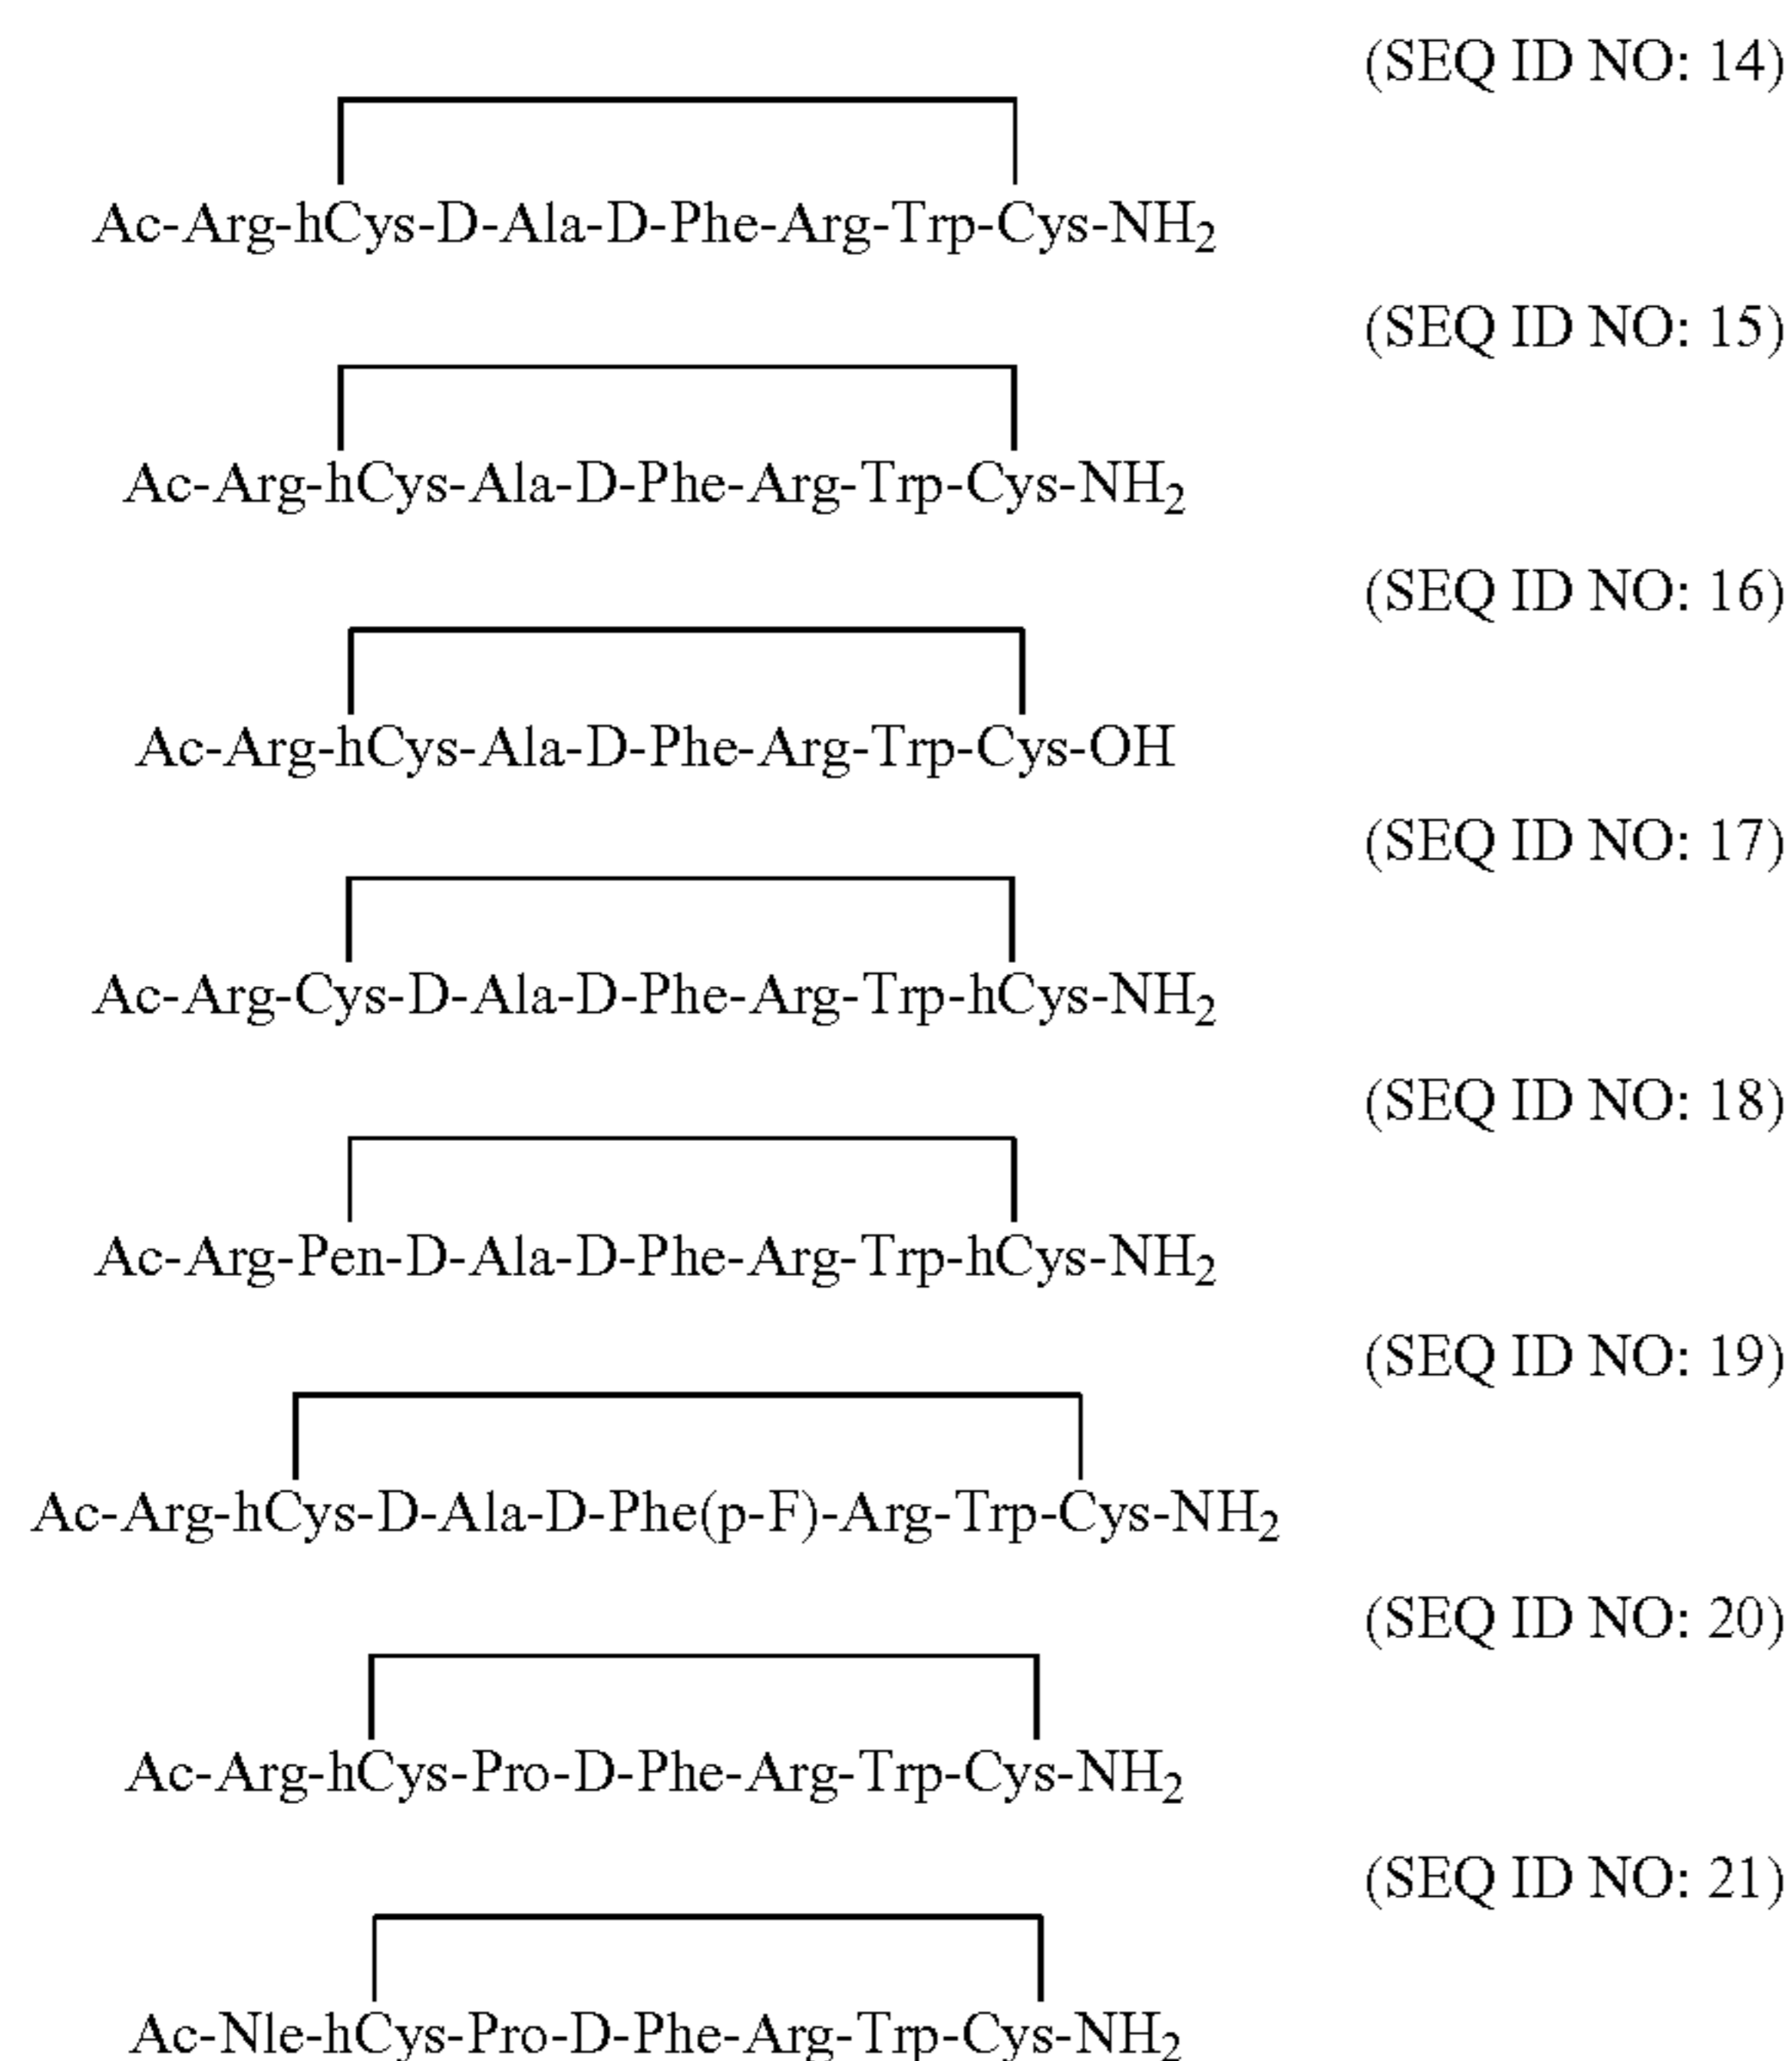 (SEQ ID NO: 14)
Ac-Arg-hCys-D-Ala-D-Phe-Arg-Trp-Cys-NH2
(SEQ ID NO: 15)
Ac-Arg-hCys-Ala-D-Phe-Arg-Trp-Cys-NH2
(SEQ ID NO: 16)
Ac-Arg-hCys-Ala-D-Phe-Arg-Trp-Cys-OH
(SEQ ID NO: 17)
Ac-Arg-Cys-D-Ala-D-Phe-Arg-Trp-hCys-NH2
(SEQ ID NO: 18)
Ac-Arg-Pen-D-Ala-D-Phe-Arg-Trp-hCys-NH2
(SEQ ID NO: 19)
Ac-Arg-hCys-D-Ala-D-Phe(p-F)-Arg-Trp-Cys-NH2
(SEQ ID NO: 20)
Ac-Arg-hCys-Pro-D-Phe-Arg-Trp-Cys-NH2
(SEQ ID NO: 21)
Ac-Nle-hCys-Pro-D-Phe-Arg-Trp-Cys-NH2